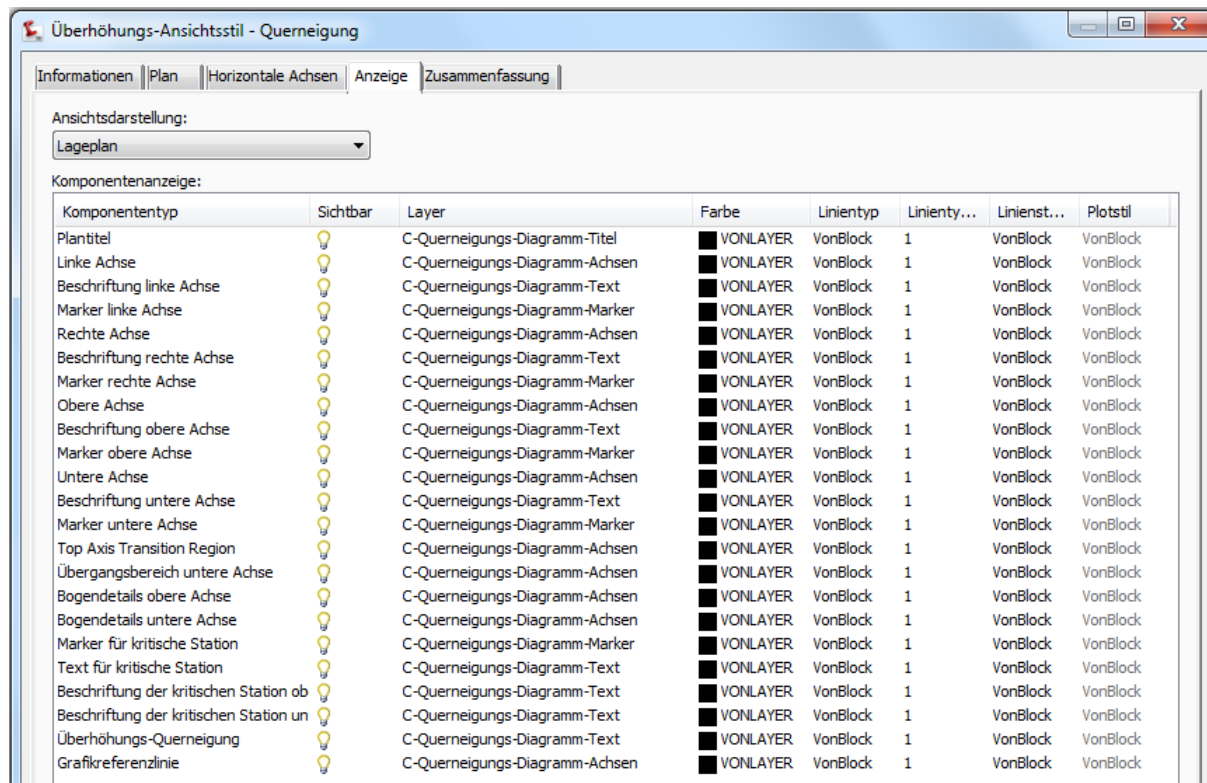 Überhöhungs-Ansichtsstil - Querneigung
Informationen Plan Horizontale Achsen Anzeige Zusammenfassung
Ansichtsdarstellung:
Lageplan
Komponentenanzeige:
Komponententyp Sichtbar Layer Farbe Linientyp Linienty... Linienst... Plotstil
Plantitel C-Querneigungs-Diagramm-Titel VONLAYER VonBlock 1 VonBlock VonBlock
Linke Achse C-Querneigungs-Diagramm-Achsen VONLAYER VonBlock 1 VonBlock VonBlock
Beschriftung linke Achse C-Querneigungs-Diagramm-Text VONLAYER VonBlock 1 VonBlock VonBlock
Marker linke Achse C-Querneigungs-Diagramm-Marker VONLAYER VonBlock 1 VonBlock VonBlock
Rechte Achse C-Querneigungs-Diagramm-Achsen VONLAYER VonBlock 1 VonBlock VonBlock
Beschriftung rechte Achse C-Querneigungs-Diagramm-Text VONLAYER VonBlock 1 VonBlock VonBlock
Marker rechte Achse C-Querneigungs-Diagramm-Marker VONLAYER VonBlock 1 VonBlock VonBlock
Obere Achse C-Querneigungs-Diagramm-Achsen VONLAYER VonBlock 1 VonBlock VonBlock
Beschriftung obere Achse C-Querneigungs-Diagramm-Text VONLAYER VonBlock 1 VonBlock VonBlock
Marker obere Achse C-Querneigungs-Diagramm-Marker VONLAYER VonBlock 1 VonBlock VonBlock
Untere Achse C-Querneigungs-Diagramm-Achsen VONLAYER VonBlock 1 VonBlock VonBlock
Beschriftung untere Achse C-Querneigungs-Diagramm-Text VONLAYER VonBlock 1 VonBlock VonBlock
Marker untere Achse C-Querneigungs-Diagramm-Marker VONLAYER VonBlock 1 VonBlock VonBlock
Top Axis Transition Region C-Querneigungs-Diagramm-Achsen VONLAYER VonBlock 1 VonBlock VonBlock
Übergangsbereich untere Achse C-Querneigungs-Diagramm-Achsen VONLAYER VonBlock 1 VonBlock VonBlock
Bogendetails obere Achse C-Querneigungs-Diagramm-Achsen VONLAYER VonBlock 1 VonBlock VonBlock
Bogendetails untere Achse C-Querneigungs-Diagramm-Achsen VONLAYER VonBlock 1 VonBlock VonBlock
Marker für kritische Station C-Querneigungs-Diagramm-Marker VONLAYER VonBlock 1 VonBlock VonBlock
Text für kritische Station C-Querneigungs-Diagramm-Text VONLAYER VonBlock 1 VonBlock VonBlock
Beschriftung der kritischen Station ob C-Querneigungs-Diagramm-Text VONLAYER VonBlock 1 VonBlock VonBlock
Beschriftung der kritischen Station un C-Querneigungs-Diagramm-Text VONLAYER VonBlock 1 VonBlock VonBlock
Überhöhungs-Querneigung C-Querneigungs-Diagramm-Text VONLAYER VonBlock 1 VonBlock VonBlock
Grafikreferenzlinie C-Querneigungs-Diagramm-Achsen VONLAYER VonBlock 1 VonBlock VonBlock